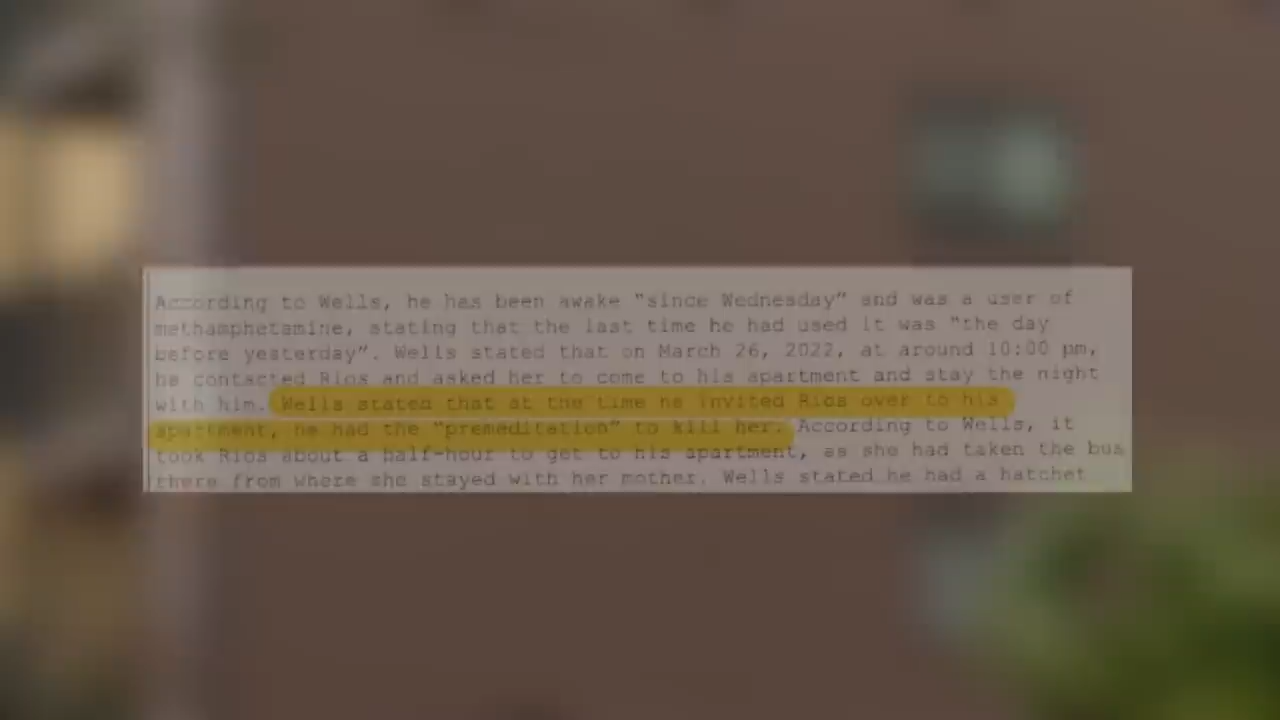 According to Wells, he has been awake "since Wednesday" and was a user of
methamphetamine, stating that the last time he had used it was "the day
before yesterday". Wells stated that on March 26, 2022, at around 10:00 pm,
he contacted Rios and asked her to come to his apartment and stay the night
with him. Wells stated that at the time he invited Rios over to his
apartment, he had the "premeditation" to kill her. According to Wells, it
took Rios about a half-hour to get to his apartment, as she had taken the bus
there from where she stayed with her mother. Wells stated he had a hatchet